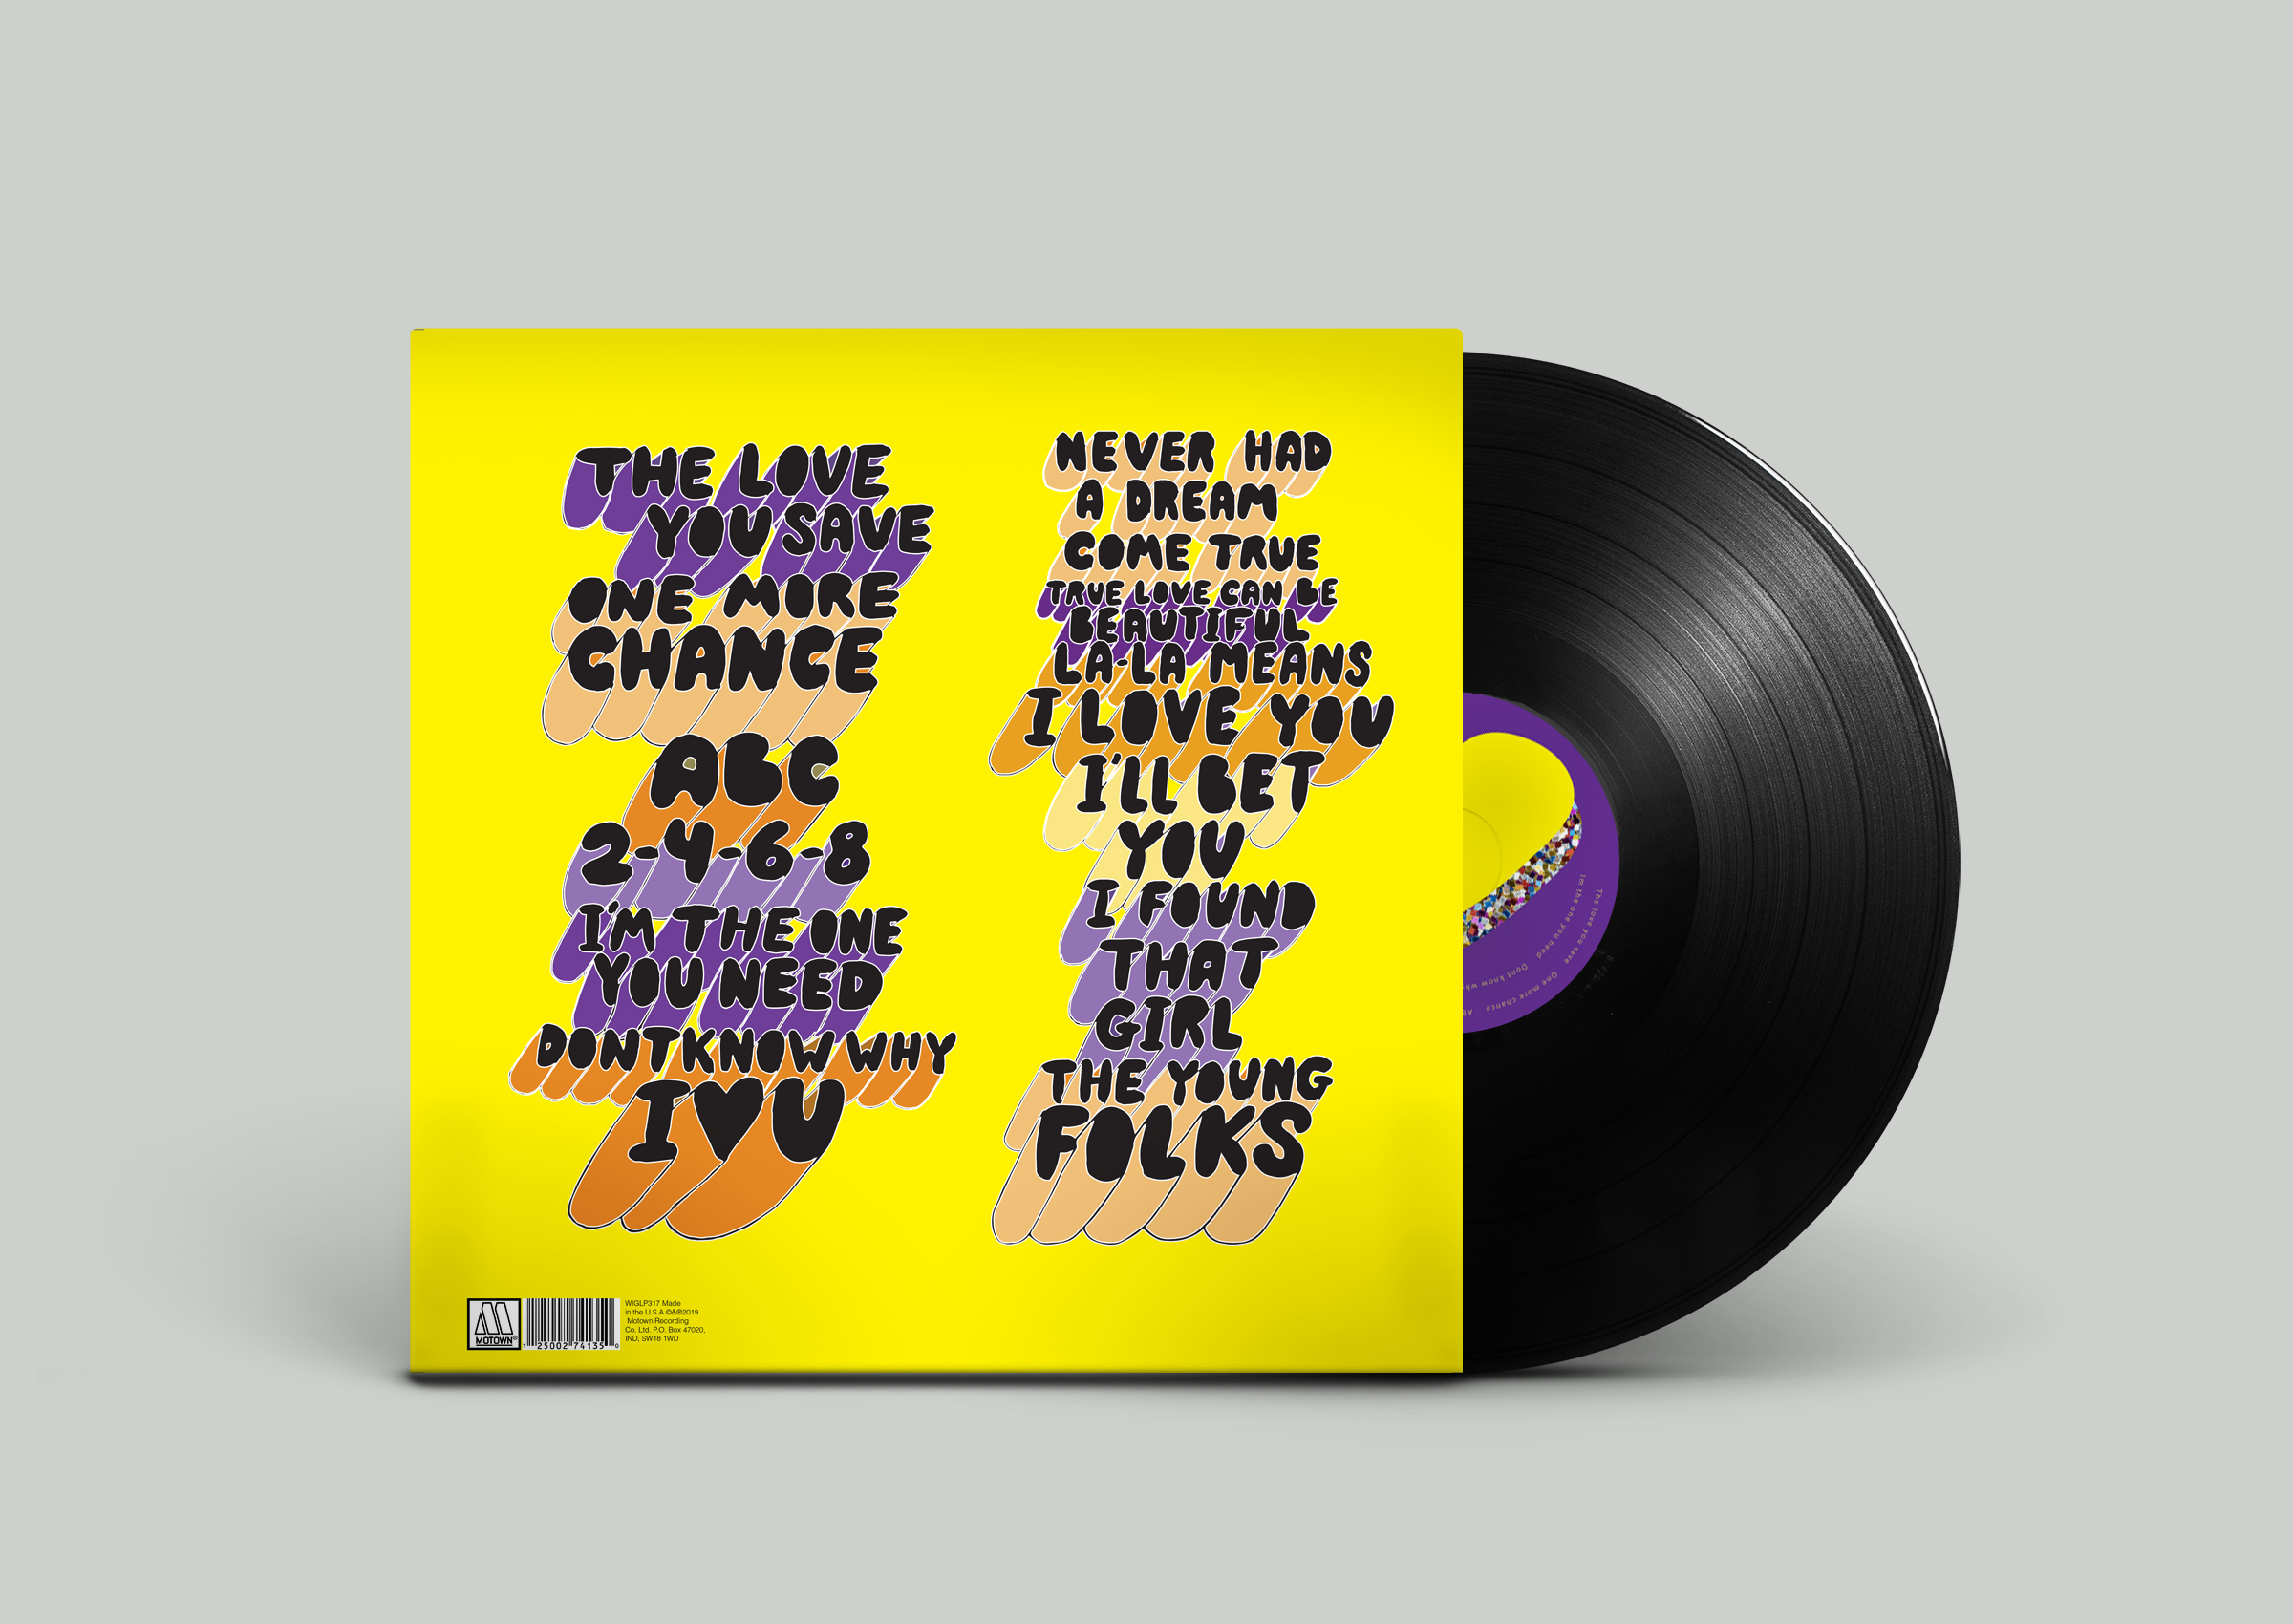 THE LOVE
YOU SAVE
ONE MORE
CHANCE
ABC
2-4-6-8
I'M THE ONE
YOU NEED
DONT KNOW WHY
I♥U
NEVER HAD
A DREAM
COME TRUE
TRUE LOVE CAN BE
BEAUTIFUL
LA-LA MEANS
I LOVE YOU
I'LL BET
YOU
I FOUND
THAT
GIRL
THE YOUNG
FOLKS
MOTOWN®
25002 74135
WIGLP317 Made
in the U.S.A ©&®2019
Motown Recording
Co. Ltd. P.O. Box 47020,
IND, SW18 1WD
The love you save One more chance
Im the one you need Dont know